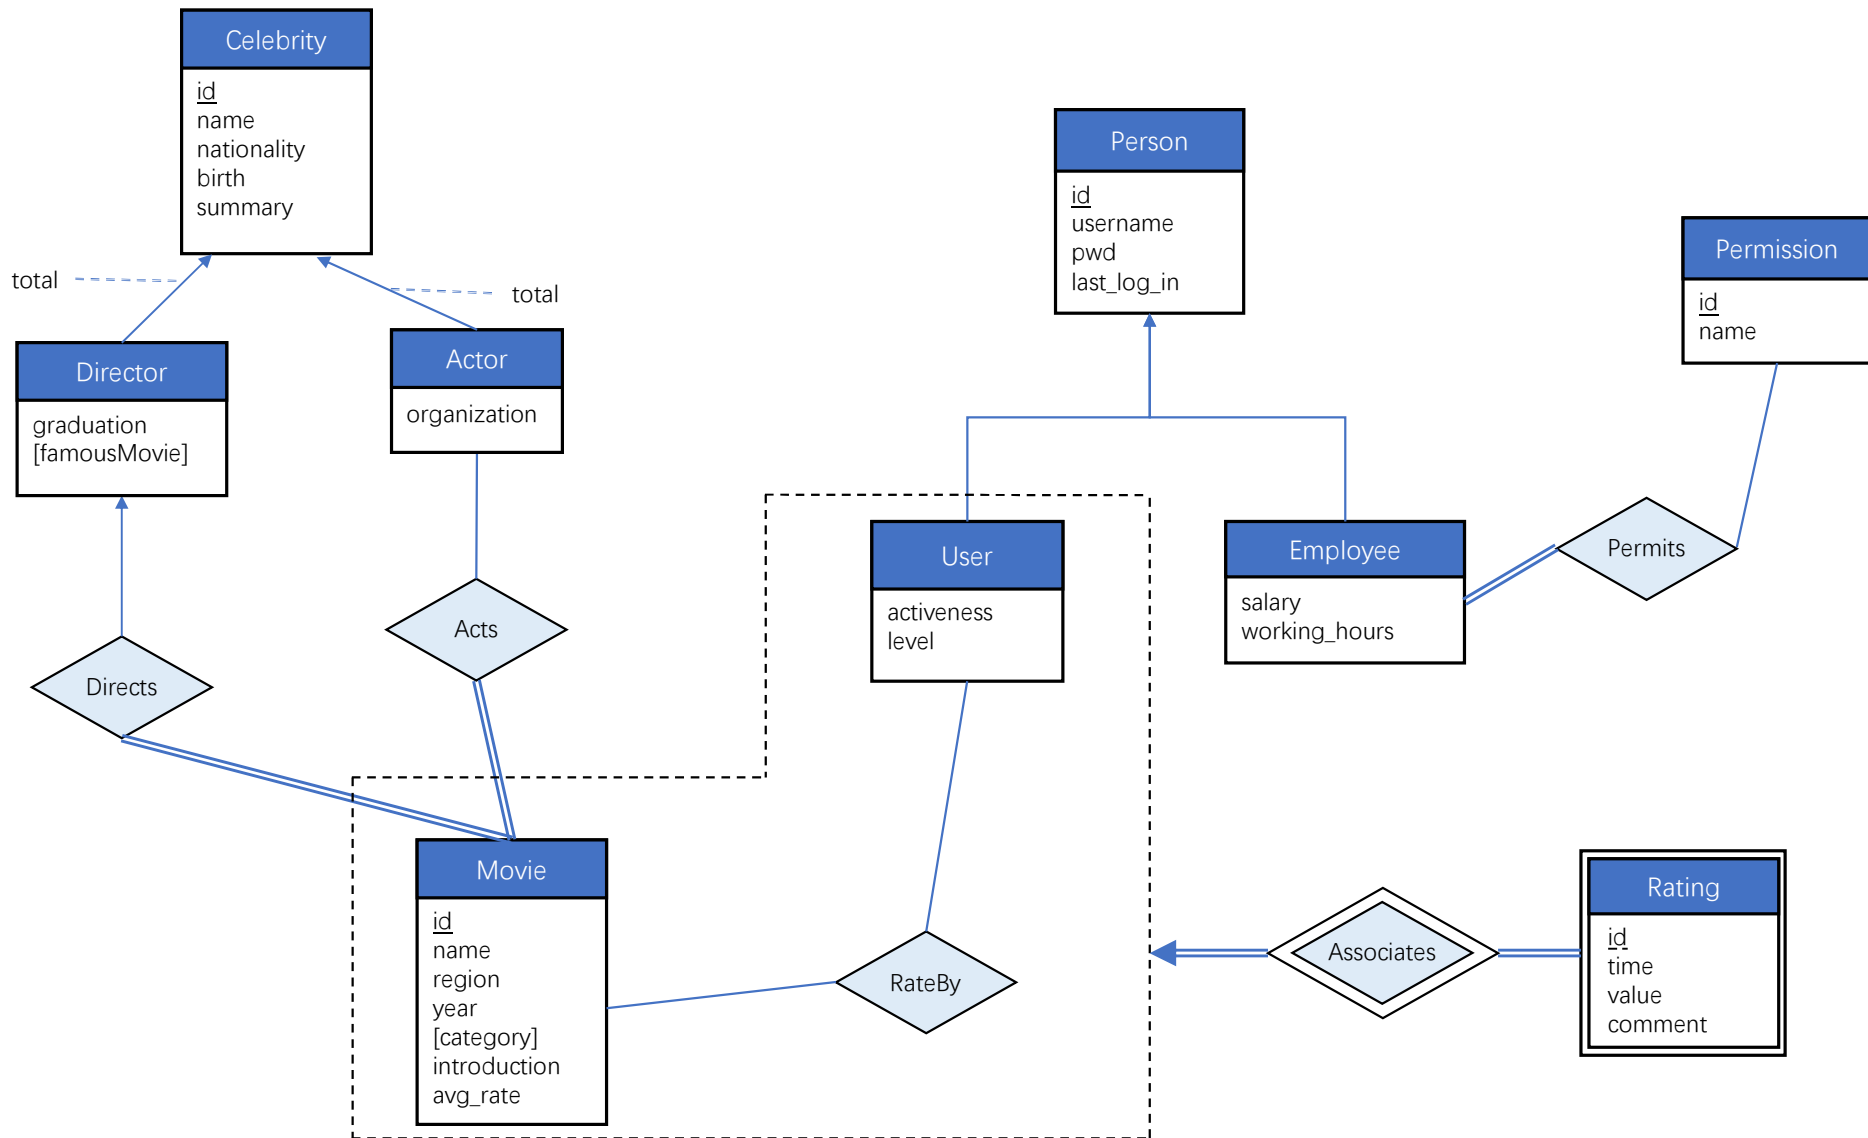 Celebrity
id
name
nationality
birth
summary
total
total
Director
graduation
[famousMovie]
Actor
organization
Person
id
username
pwd
last_log_in
Permission
id
name
User
activeness
level
Employee
salary
working_hours
Permits
Acts
Directs
Movie
id
name
region
year
[category]
introduction
avg_rate
RateBy
Associates
Rating
id
time
value
comment